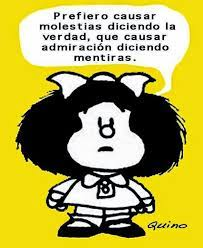 Prefiero causar
molestias diciendo la
verdad, que causar
admiración diciendo
mentiras.
Quino